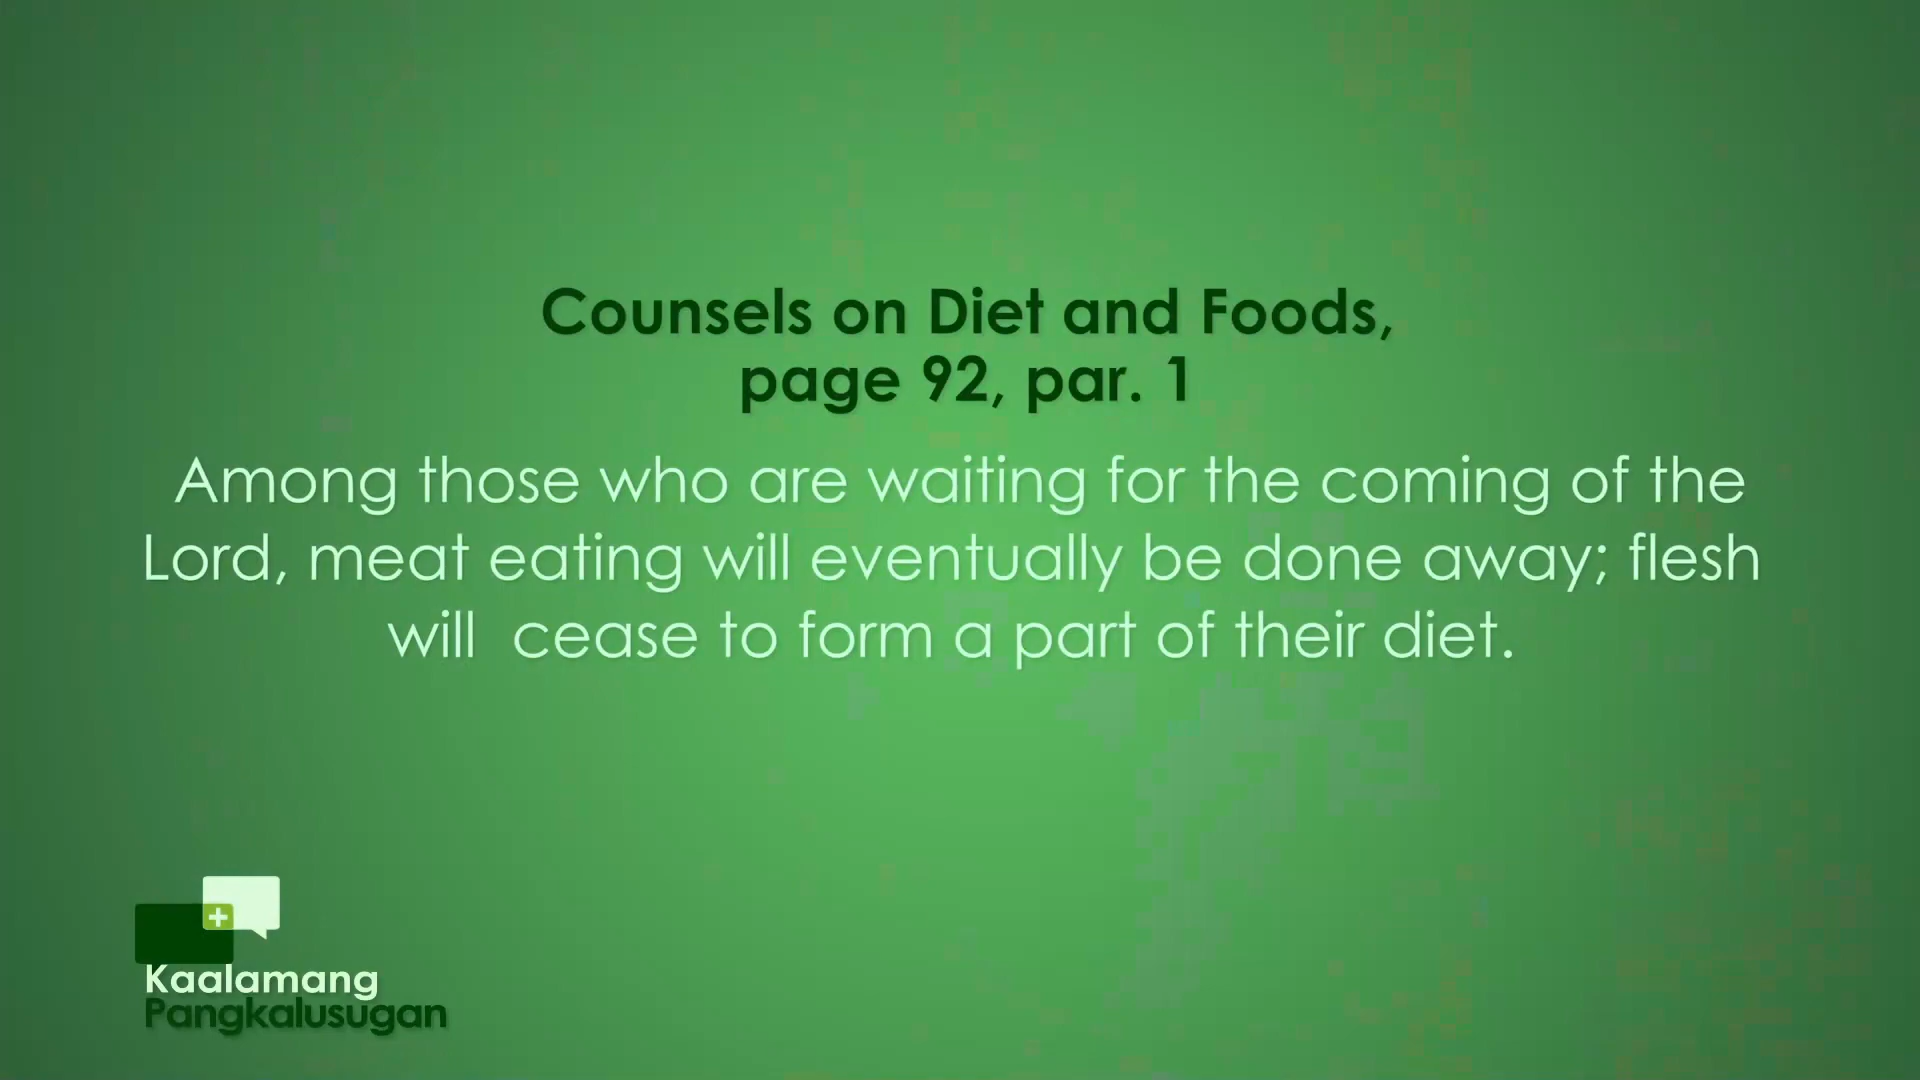 Counsels on Diet and Foods,
page 92, par. 1
Among those who are waiting for the coming of the
Lord, meat eating will eventually be done away; flesh
will  cease to form a part of their diet.
Kaalamang
Pangkalusugan